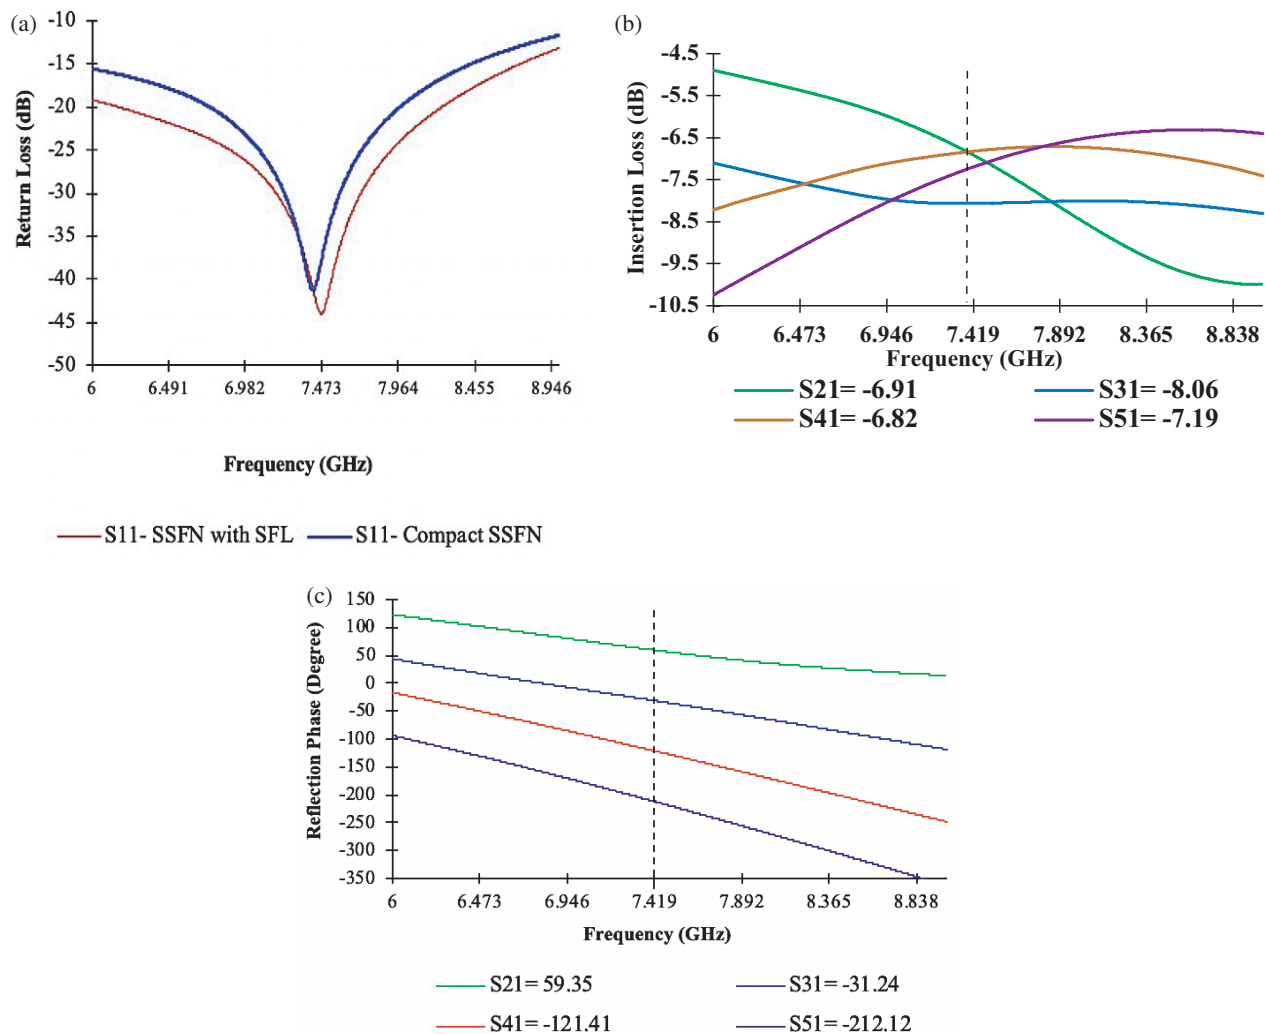 (a)
-10
-15
-20
-25
-30
-35
-40
-45
-50
Return Loss (dB)
6 6.491 6.982 7.473 7.964 8.455 8.946
Frequency (GHz)
S11- SSFN with SFL S11- Compact SSFN
(b)
-4.5
-5.5
-6.5
-7.5
-8.5
-9.5
-10.5
Insertion Loss (dB)
6 6.473 6.946 7.419 7.892 8.365 8.838
Frequency (GHz)
S21= -6.91 S31= -8.06
S41= -6.82 S51= -7.19
(c)
150
100
50
0
-50
-100
-150
-200
-250
-300
-350
Reflection Phase (Degree)
6 6.473 6.946 7.419 7.892 8.365 8.838
Frequency (GHz)
S21= 59.35 S31= -31.24
S41= -121.41 S51= -212.12